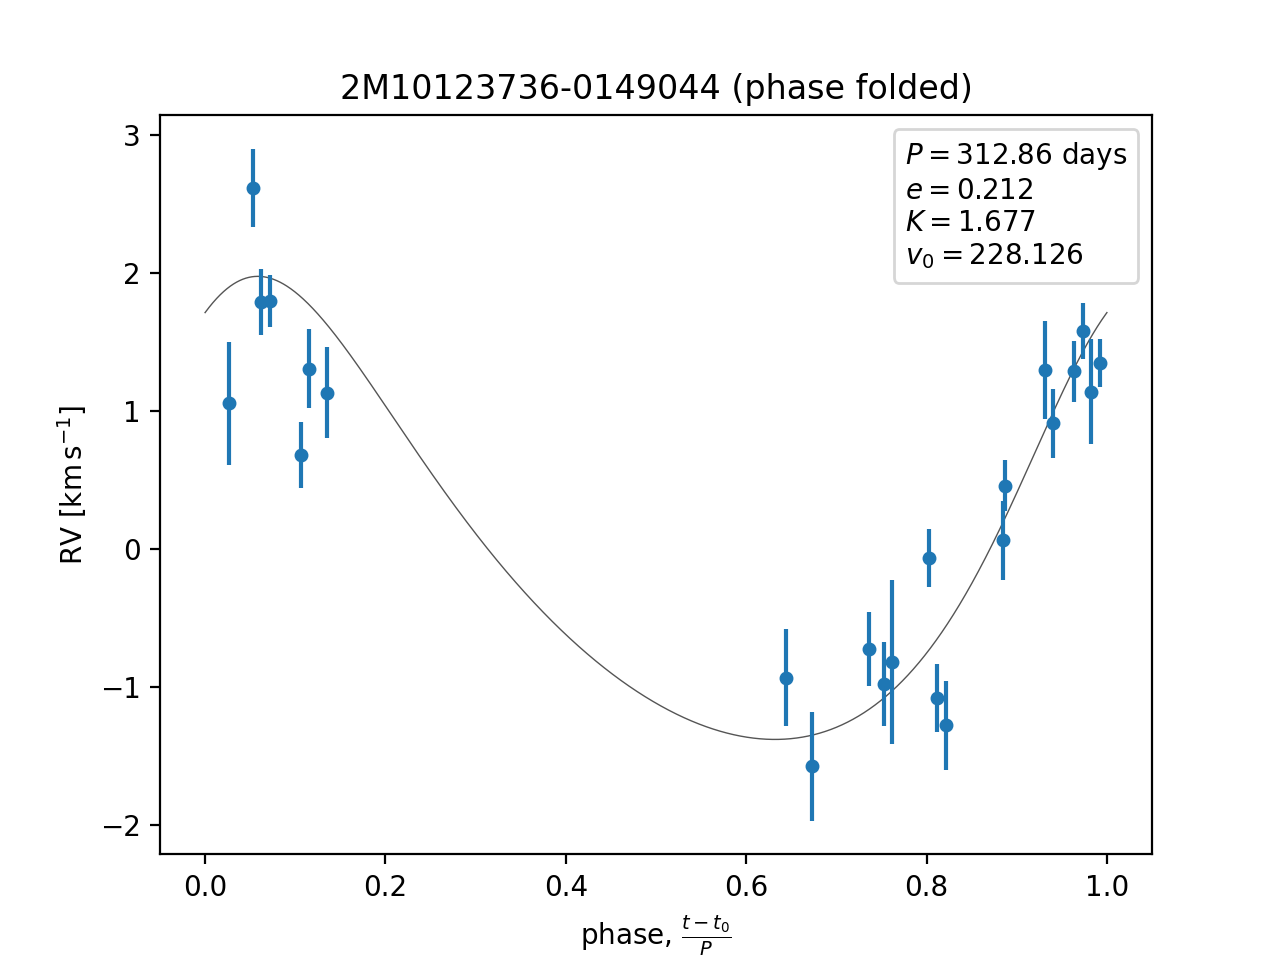 2M10123736-0149044 (phase folded)
P = 312.86 days
e = 0.212
K = 1.677
v₀ = 228.126
3
2
1
0
−1
−2
RV [km s⁻¹]
0.0 0.2 0.4 0.6 0.8 1.0
phase, (t − t₀)/P